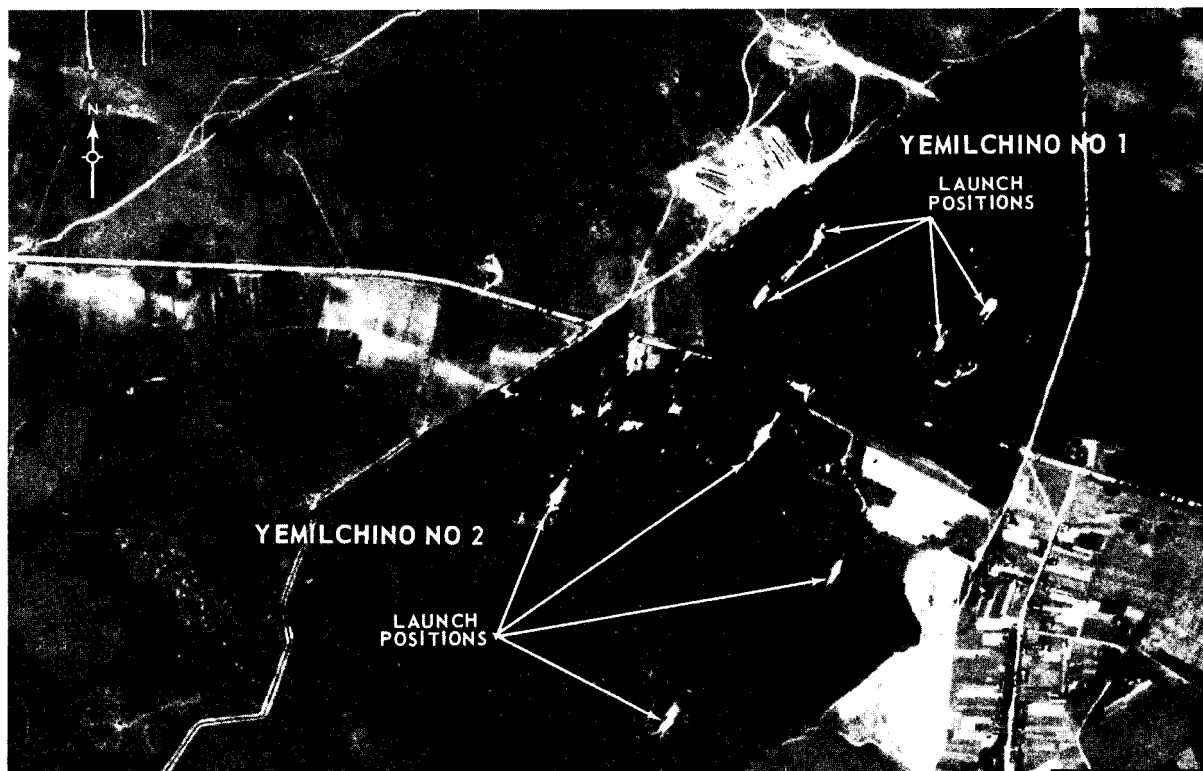 N
YEMILCHINO NO 1
LAUNCH
POSITIONS
YEMILCHINO NO 2
LAUNCH
POSITIONS